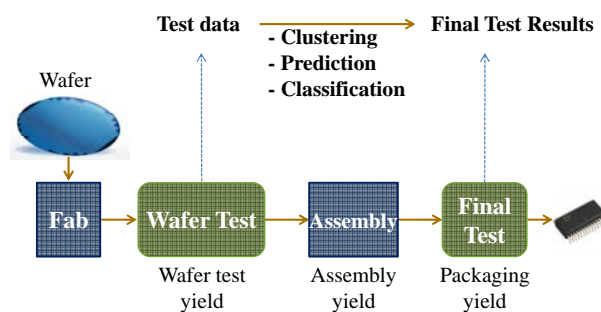 Test data
Final Test Results
- Clustering
- Prediction
- Classification
Wafer
Fab
Wafer Test
Assembly
Final
Test
Wafer test
yield
Assembly
yield
Packaging
yield